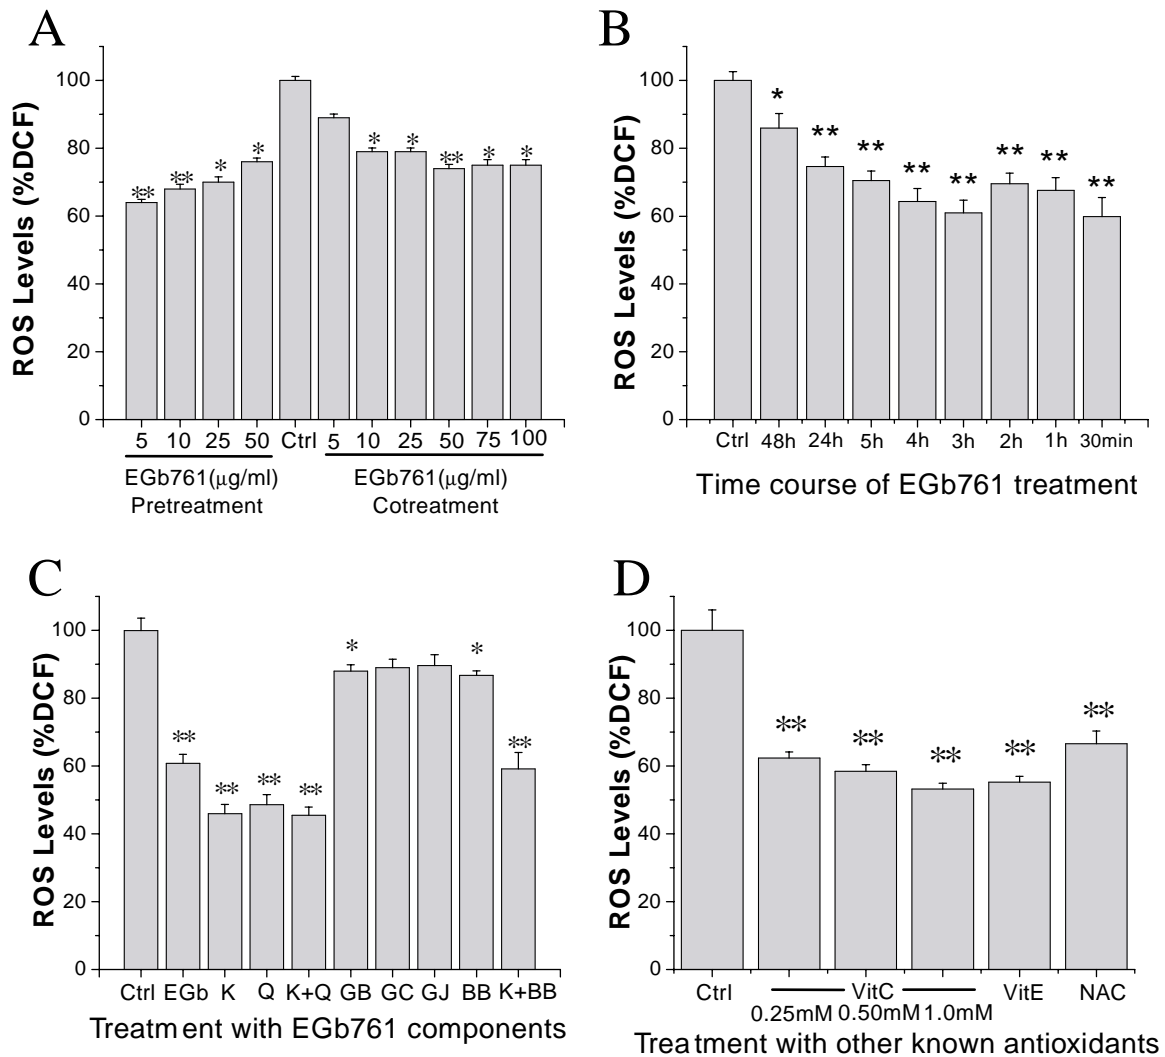 A
ROS Levels (%DCF)
100
80
60
40
20
0
** ** * * * * ** * *
5 10 25 50 Ctrl 5 10 25 50 75 100
EGb761(μg/ml) EGb761(μg/ml)
Pretreatment Cotreatment
B
ROS Levels (%DCF)
100
80
60
40
20
0
* ** ** ** ** ** ** **
Ctrl 48h 24h 5h 4h 3h 2h 1h 30min
Time course of EGb761 treatment
C
ROS Levels (%DCF)
100
80
60
40
20
0
** ** ** ** * * **
Ctrl EGb K Q K+Q GB GC GJ BB K+BB
Treatment with EGb761 components
D
ROS Levels (%DCF)
100
80
60
40
20
0
** ** ** ** **
Ctrl VitC VitE NAC
0.25mM 0.50mM 1.0mM
Treatment with other known antioxidants